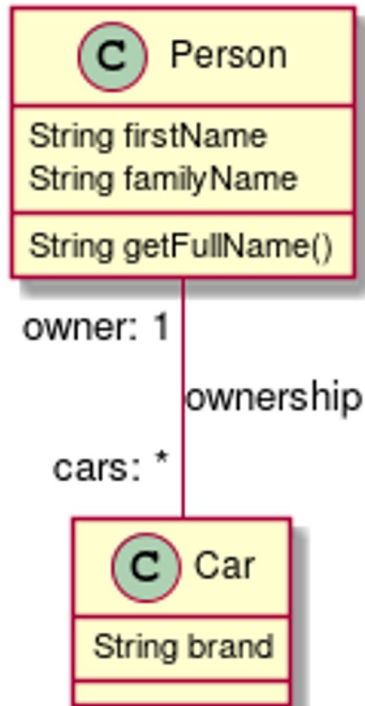 C Person
String firstName
String familyName
String getFullName()
owner: 1
ownership
cars: *
C Car
String brand